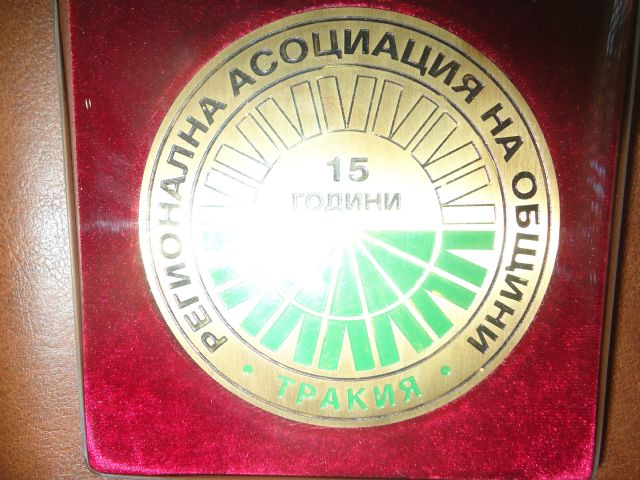 РЕГИОНАЛНА АСОЦИАЦИЯ НА ОБЩИНИ
15
ГОДИНИ
• ТРАКИЯ •